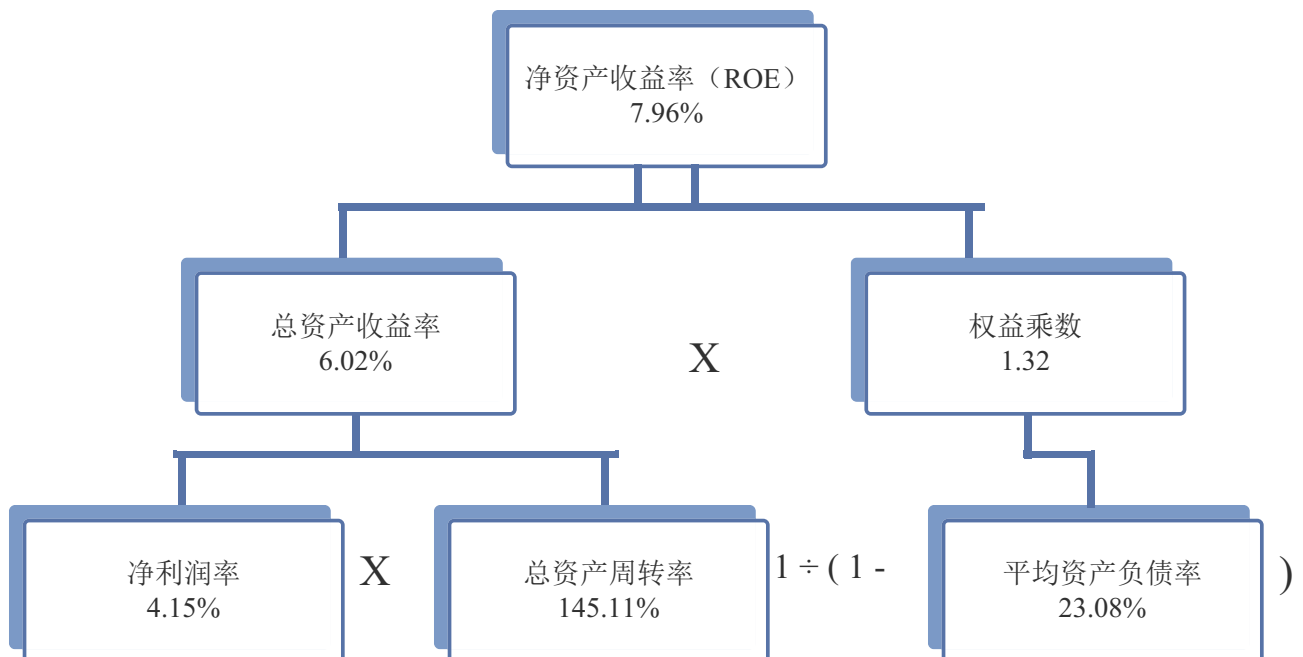 净资产收益率（ROE）
7.96%
总资产收益率
6.02%
X
权益乘数
1.32
净利润率
4.15%
X
总资产周转率
145.11%
1 ÷ ( 1 -
平均资产负债率
23.08%
)